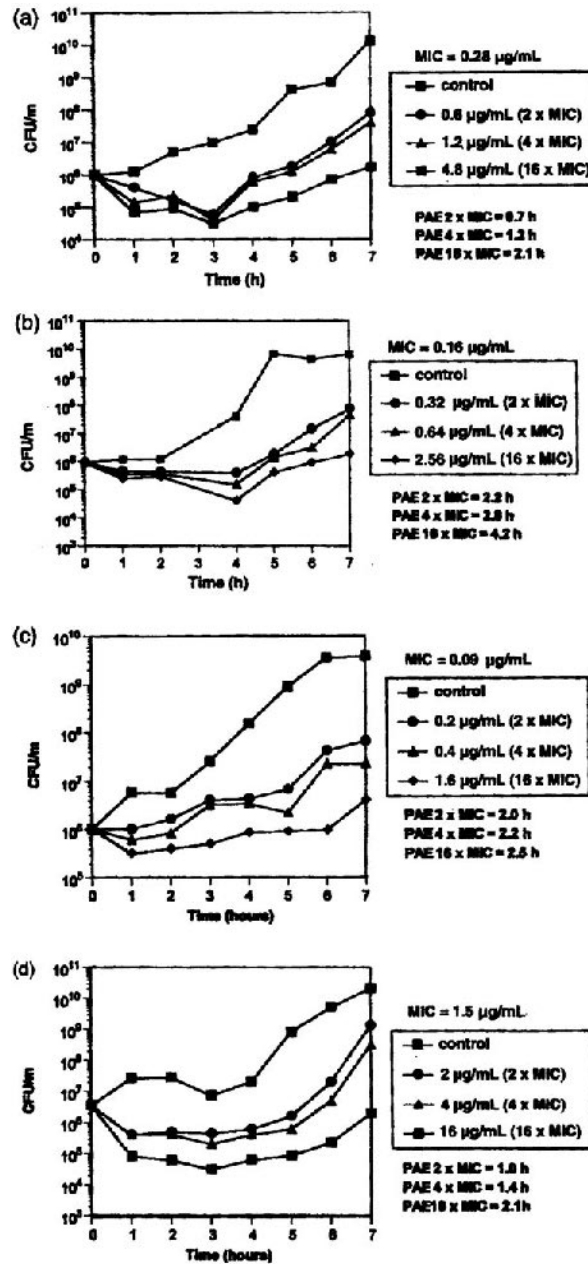 (a)
MIC = 0.28 µg/mL
10¹¹
10¹⁰
10⁹
10⁸
10⁷
10⁶
10⁵
10⁴
CFU/m
0 1 2 3 4 5 6 7
Time (h)
control
0.6 µg/mL (2 x MIC)
1.2 µg/mL (4 x MIC)
4.8 µg/mL (16 x MIC)
PAE 2 x MIC = 0.7 h
PAE 4 x MIC = 1.2 h
PAE 16 x MIC = 2.1 h
(b)
MIC = 0.16 µg/mL
10¹¹
10¹⁰
10⁹
10⁸
10⁷
10⁶
10⁵
10⁴
10³
CFU/m
0 1 2 3 4 5 6 7
Time (h)
control
0.32 µg/mL (2 x MIC)
0.64 µg/mL (4 x MIC)
2.56 µg/mL (16 x MIC)
PAE 2 x MIC = 2.2 h
PAE 4 x MIC =
PAE 16 x MIC = 4.2 h
(c)
MIC = 0.09 µg/mL
10¹⁰
10⁹
10⁸
10⁷
10⁶
10⁵
CFU/m
0 1 2 3 4 5 6 7
Time (hours)
control
0.2 µg/mL (2 x MIC)
0.4 µg/mL (4 x MIC)
1.6 µg/mL (16 x MIC)
PAE 2 x MIC = 2.0 h
PAE 4 x MIC = 2.2 h
PAE 16 x MIC = 2.5 h
(d)
MIC = 1.5 µg/mL
10¹¹
10¹⁰
10⁹
10⁸
10⁷
10⁶
10⁵
10⁴
10³
CFU/m
0 1 2 3 4 5 6 7
Time (hours)
control
2 µg/mL (2 x MIC)
4 µg/mL (4 x MIC)
16 µg/mL (16 x MIC)
PAE 2 x MIC =
PAE 4 x MIC = 1.4 h
PAE16 x MIC = 2.1h